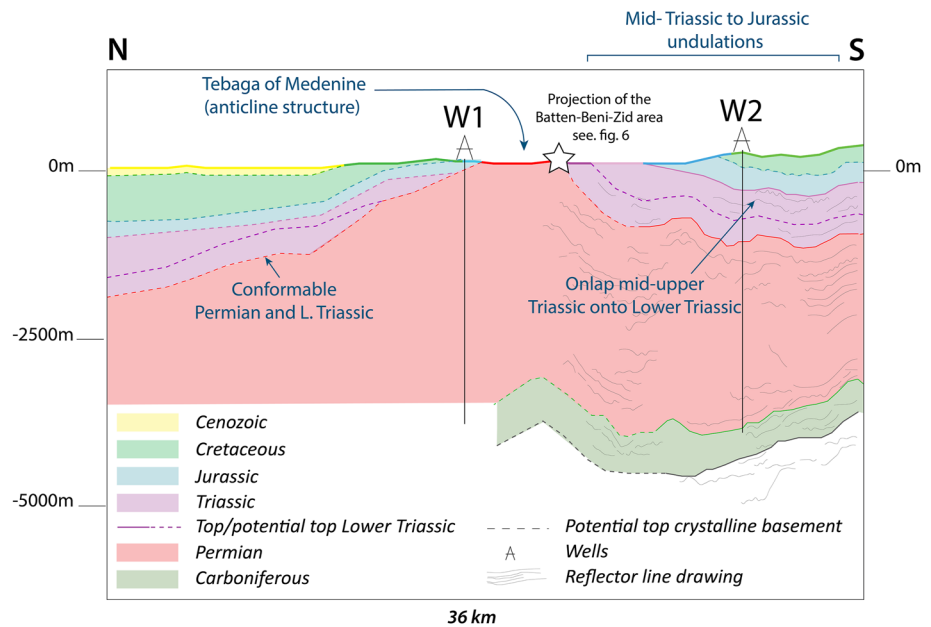 Mid- Triassic to Jurassic
undulations
N
S
Tebaga of Medenine
(anticline structure)
Projection of the
Batten-Beni-Zid area
see. fig. 6
W1
W2
0m
0m
Conformable
Permian and L. Triassic
Onlap mid-upper
Triassic onto Lower Triassic
-2500m
-5000m
Cenozoic
Cretaceous
Jurassic
Triassic
Top/potential top Lower Triassic
Permian
Carboniferous
Potential top crystalline basement
Wells
Reflector line drawing
36 km